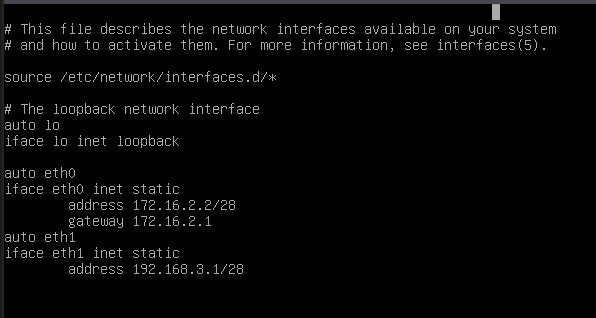 # This file describes the network interfaces available on your system
# and how to activate them. For more information, see interfaces(5).
source /etc/network/interfaces.d/*
# The loopback network interface
auto lo
iface lo inet loopback
auto eth0
iface eth0 inet static
address 172.16.2.2/28
gateway 172.16.2.1
auto eth1
iface eth1 inet static
address 192.168.3.1/28